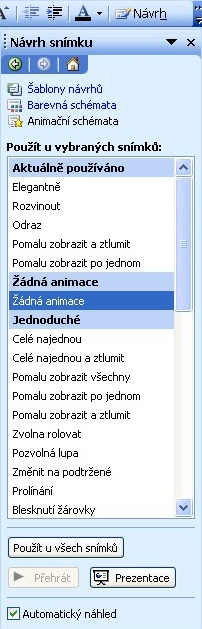 A Návrh
Návrh snímku
Šablony návrhů
Barevná schémata
Animační schémata
Použít u vybraných snímků:
Aktuálně používáno
Elegantně
Rozvinout
Odraz
Pomalu zobrazit a ztlumit
Pomalu zobrazit po jednom
Žádná animace
Žádná animace
Jednoduché
Celé najednou
Celé najednou a ztlumit
Pomalu zobrazit všechny
Pomalu zobrazit po jednom
Pomalu zobrazit a ztlumit
Zvolna rolovat
Pozvolná lupa
Změnit na podtržené
Prolínání
Blesknutí žárovky
Použít u všech snímků
Přehrát Prezentace
Automatický náhled